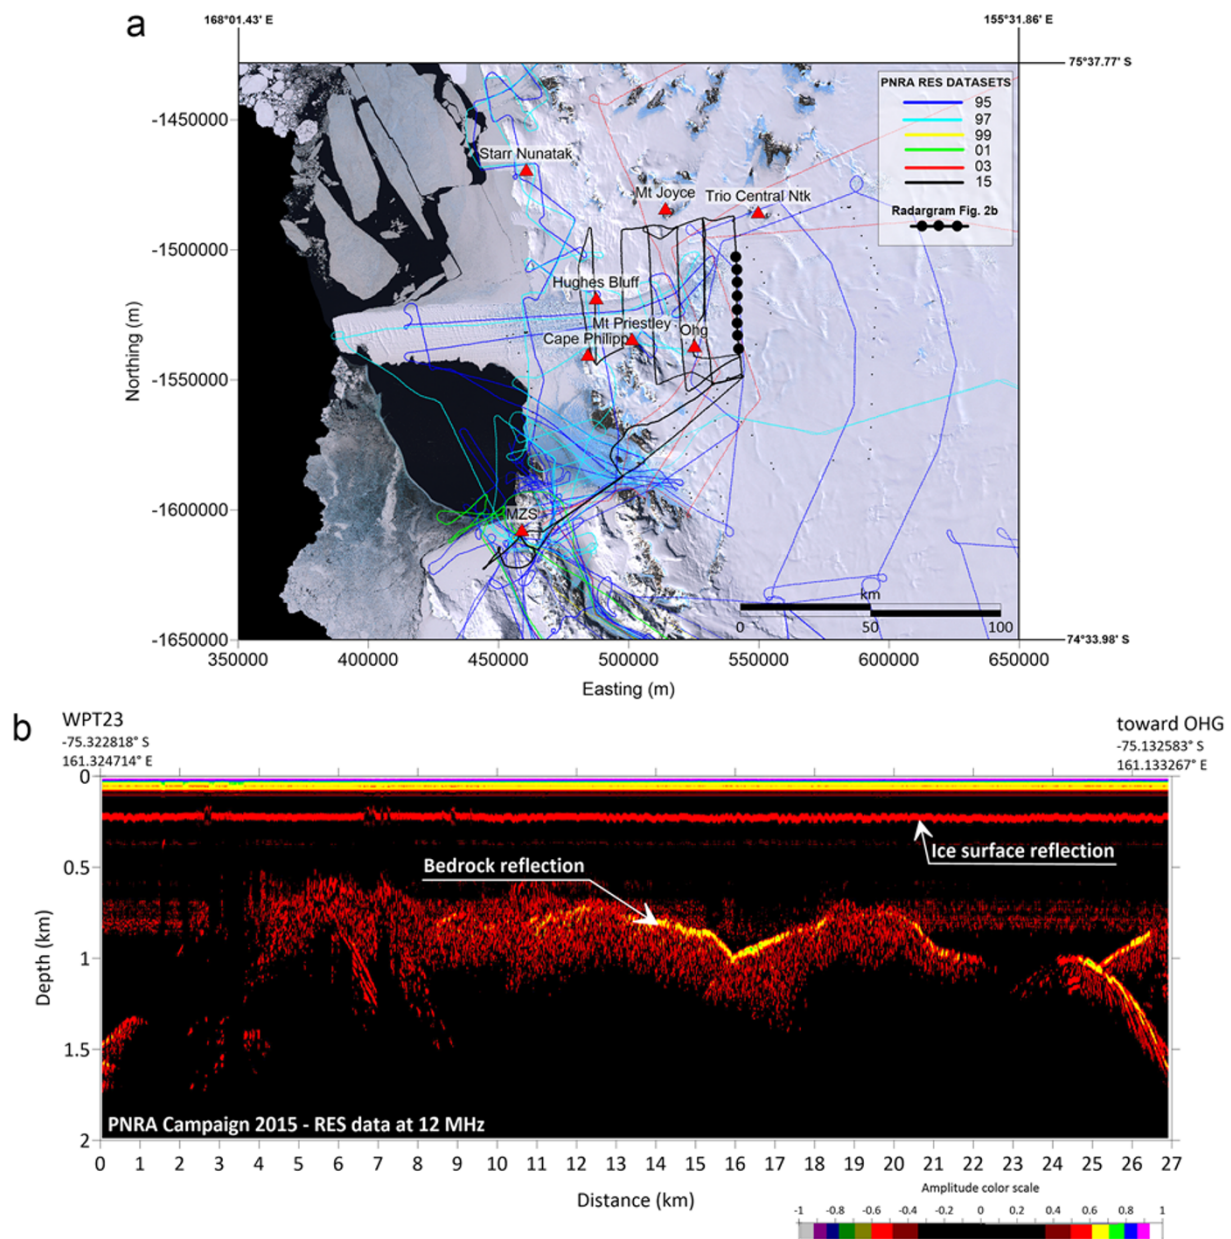 a
168°01.43' E
155°31.86' E
75°37.77' S
PNRA RES DATASETS
95
97
99
01
03
15
Radargram Fig. 2b
-1450000
-1500000
-1550000
-1600000
-1650000
Northing (m)
Starr Nunatak
Mt Joyce
Trio Central Ntk
Hughes Bluff
Mt Priestley
Ohg
Cape Philipp
MZS
km
0
50
100
74°33.98' S
350000
400000
450000
500000
550000
600000
650000
Easting (m)
b
WPT23
-75.322818° S
161.324714° E
toward OHG
-75.132583° S
161.133267° E
0
0.5
1
1.5
2
Depth (km)
Bedrock reflection
Ice surface reflection
PNRA Campaign 2015 - RES data at 12 MHz
0 1 2 3 4 5 6 7 8 9 10 11 12 13 14 15 16 17 18 19 20 21 22 23 24 25 26 27
Distance (km)
Amplitude color scale
-1 -0.8 -0.6 -0.4 -0.2 0 0.2 0.4 0.6 0.8 1